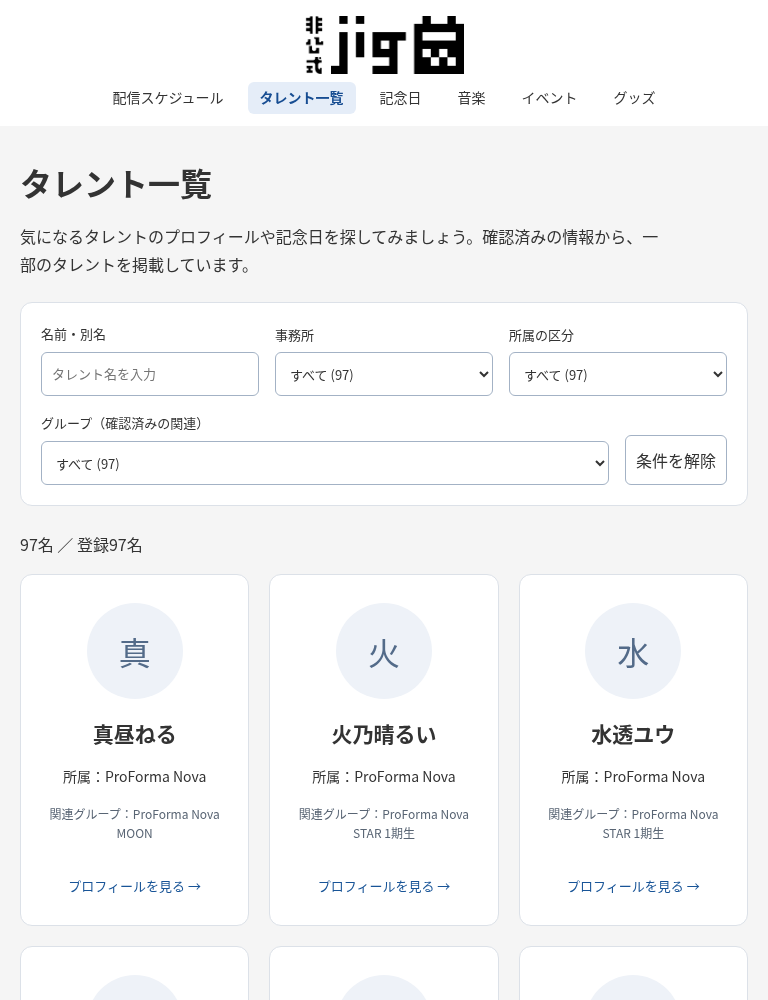 非公式 jig
配信スケジュール タレント一覧 記念日 音楽 イベント グッズ
タレント一覧
気になるタレントのプロフィールや記念日を探してみましょう。確認済みの情報から、一
部のタレントを掲載しています。
名前・別名 事務所 所属の区分
タレント名を入力 すべて (97) すべて (97)
グループ（確認済みの関連）
すべて (97) 条件を解除
97名 ／ 登録97名
真 火 水
真昼ねる 火乃晴るい 水透ユウ
所属：ProForma Nova 所属：ProForma Nova 所属：ProForma Nova
関連グループ：ProForma Nova 関連グループ：ProForma Nova 関連グループ：ProForma Nova
MOON STAR 1期生 STAR 1期生
プロフィールを見る → プロフィールを見る → プロフィールを見る →